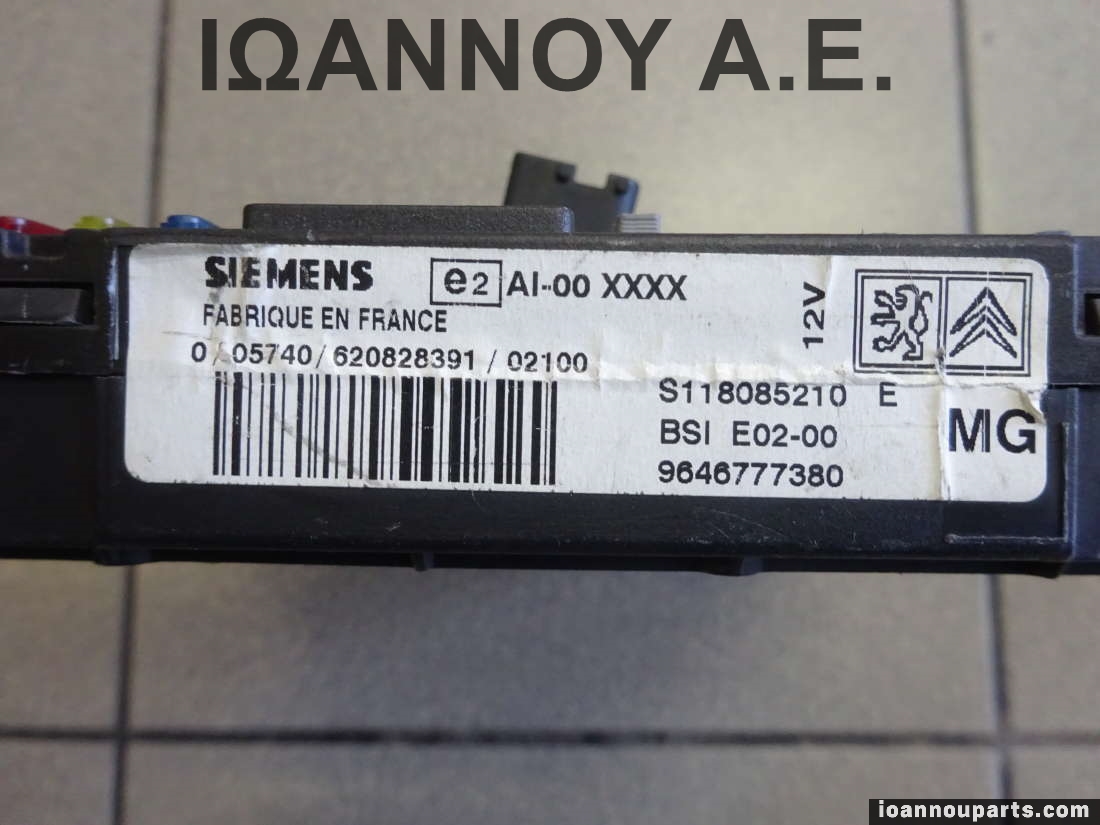 ΙΩΑΝΝΟΥ Α.Ε.
SIEMENS e2 AI-00 XXXX
FABRIQUE EN FRANCE
0 / 05740 / 620828391 / 02100
12V
S118085210 E
BSI E02-00
9646777380
MG
ioannouparts.com